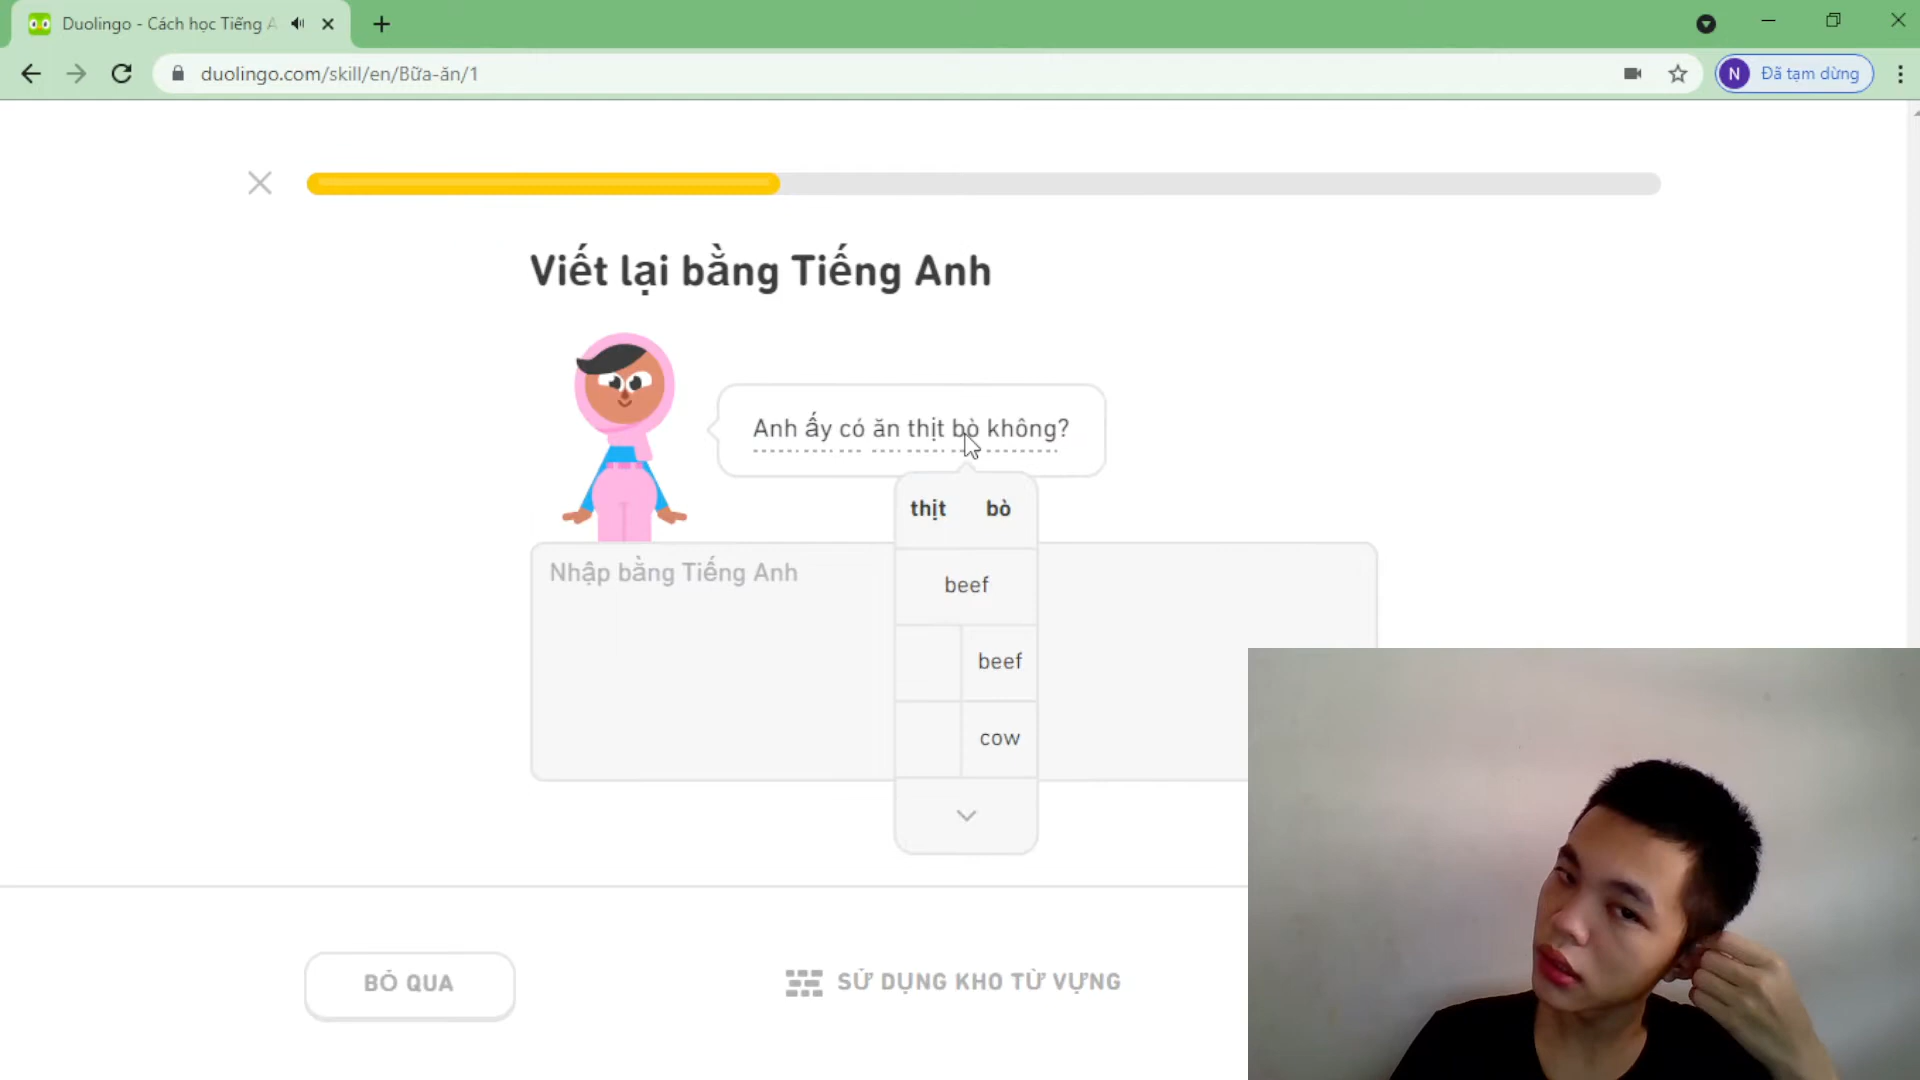 Duolingo - Cách học Tiếng A
duolingo.com/skill/en/Bữa-ăn/1
N Đã tạm dừng
Viết lại bằng Tiếng Anh
Anh ấy có ăn thịt bò không?
thịt bò
beef
beef
cow
Nhập bằng Tiếng Anh
BỎ QUA
SỬ DỤNG KHO TỪ VỰNG